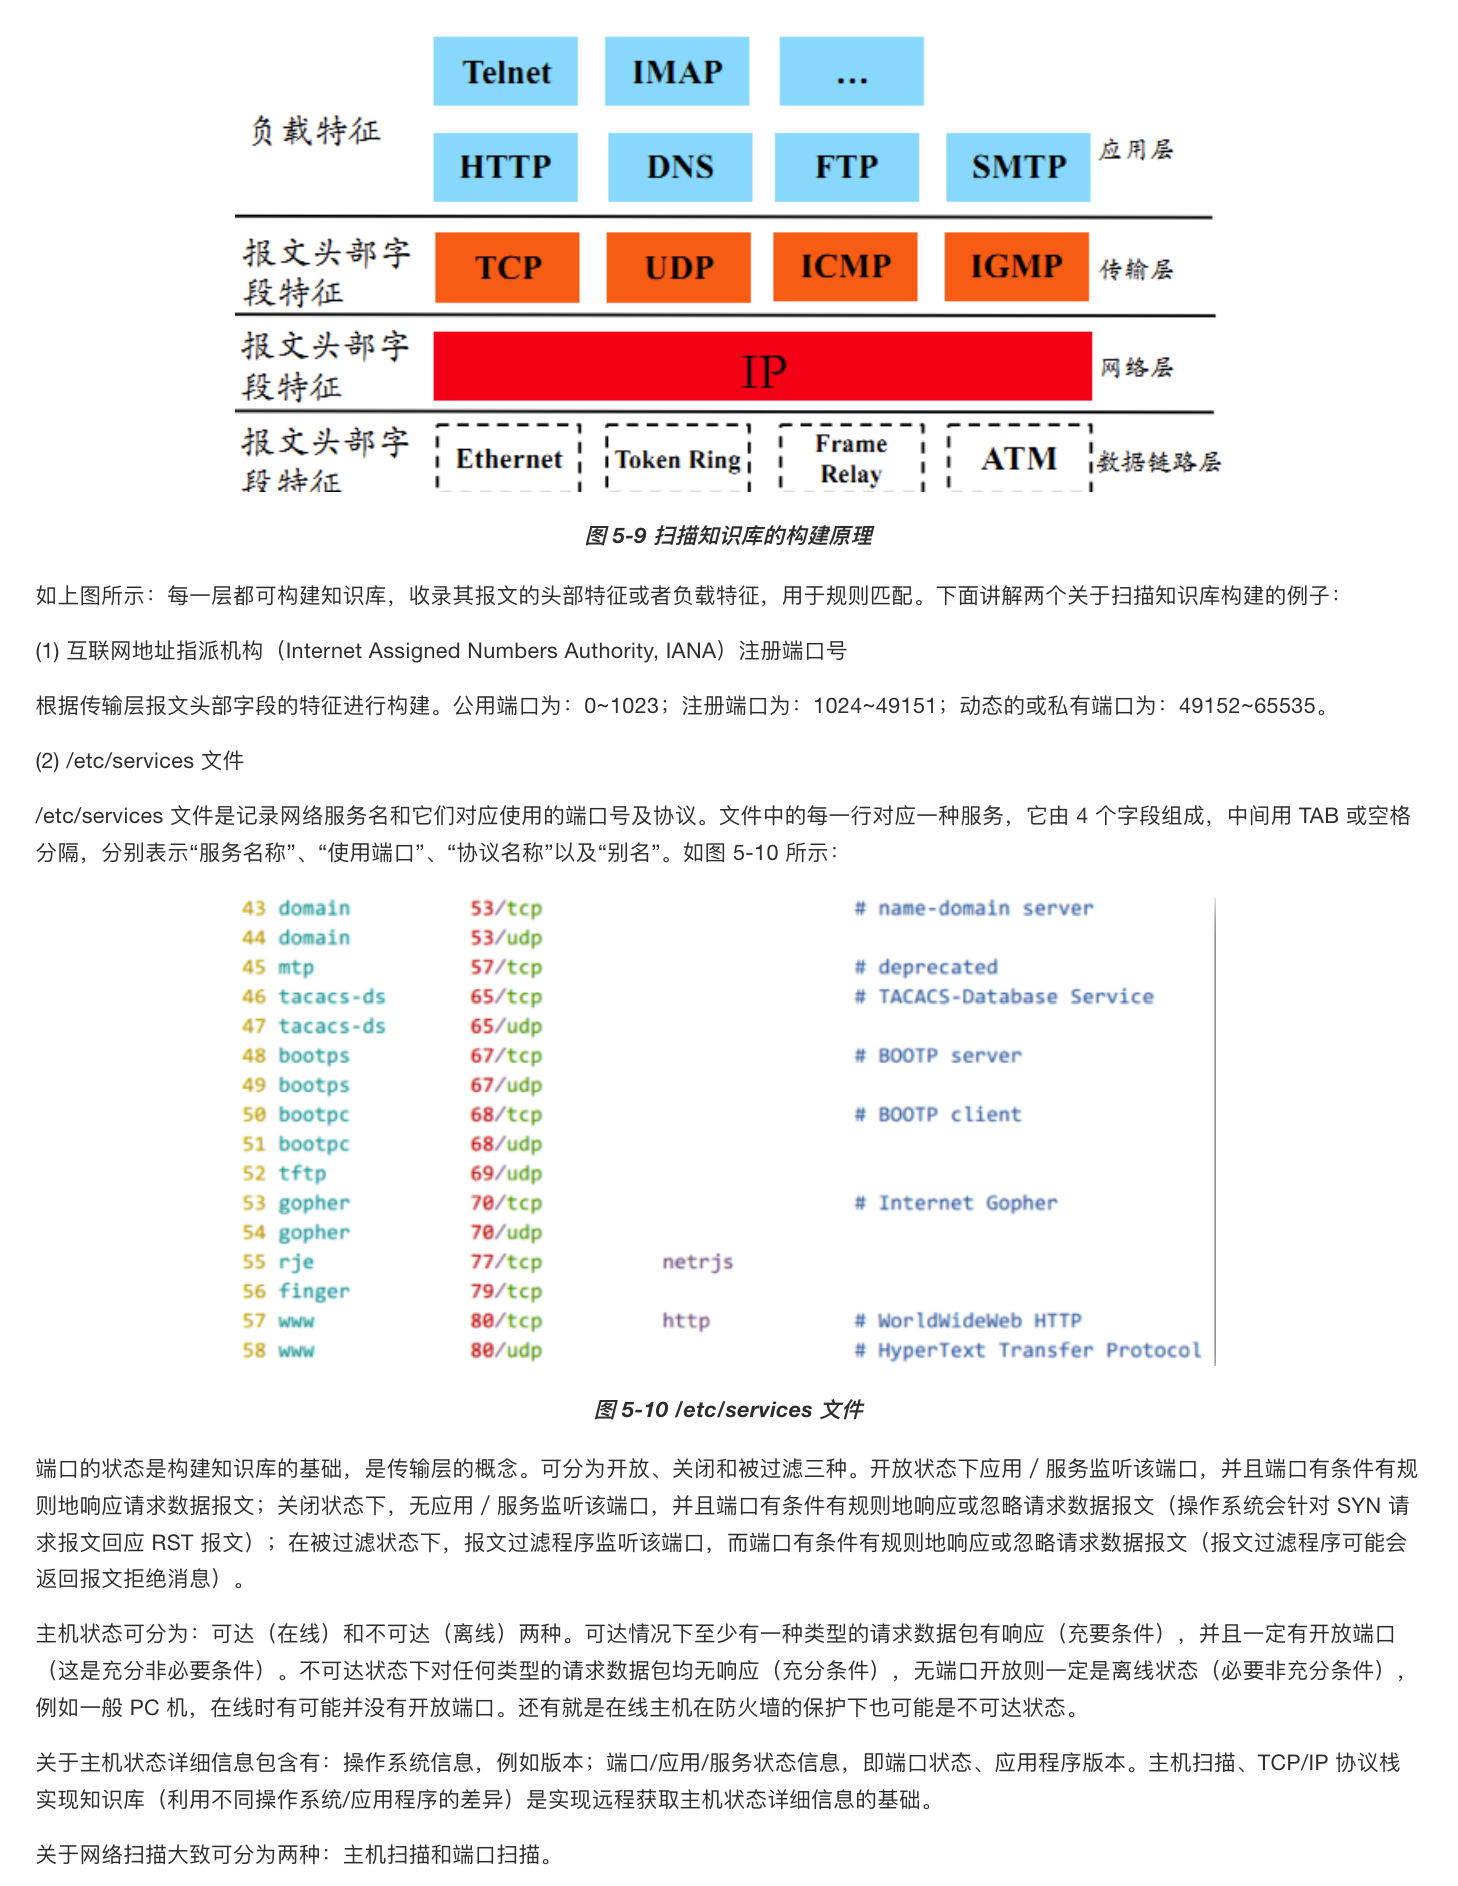 Telnet IMAP ...
负载特征
应用层
HTTP DNS FTP SMTP
报文头部字
段特征
TCP UDP ICMP IGMP 传输层
报文头部字
段特征
IP 网络层
报文头部字
段特征
Ethernet Token Ring Frame Relay ATM 数据链路层
图 5-9 扫描知识库的构建原理
如上图所示：每一层都可构建知识库，收录其报文的头部特征或者负载特征，用于规则匹配。下面讲解两个关于扫描知识库构建的例子：
(1) 互联网地址指派机构（Internet Assigned Numbers Authority, IANA）注册端口号
根据传输层报文头部字段的特征进行构建。公用端口为：0~1023；注册端口为：1024~49151；动态的或私有端口为：49152~65535。
(2) /etc/services 文件
/etc/services 文件是记录网络服务名和它们对应使用的端口号及协议。文件中的每一行对应一种服务，它由 4 个字段组成，中间用 TAB 或空格
分隔，分别表示“服务名称”、“使用端口”、“协议名称”以及“别名”。如图 5-10 所示：
43 domain 53/tcp # name-domain server
44 domain 53/udp
45 mtp 57/tcp # deprecated
46 tacacs-ds 65/tcp # TACACS-Database Service
47 tacacs-ds 65/udp
48 bootps 67/tcp # BOOTP server
49 bootps 67/udp
50 bootpc 68/tcp # BOOTP client
51 bootpc 68/udp
52 tftp 69/udp
53 gopher 70/tcp # Internet Gopher
54 gopher 70/udp
55 rje 77/tcp netrjs
56 finger 79/tcp
57 www 80/tcp http # WorldWideWeb HTTP
58 www 80/udp # HyperText Transfer Protocol
图 5-10 /etc/services 文件
端口的状态是构建知识库的基础，是传输层的概念。可分为开放、关闭和被过滤三种。开放状态下应用 / 服务监听该端口，并且端口有条件有规
则地响应请求数据报文；关闭状态下，无应用 / 服务监听该端口，并且端口有条件有规则地响应或忽略请求数据报文（操作系统会针对 SYN 请
求报文回应 RST 报文）；在被过滤状态下，报文过滤程序监听该端口，而端口有条件有规则地响应或忽略请求数据报文（报文过滤程序可能会
返回报文拒绝消息）。
主机状态可分为：可达（在线）和不可达（离线）两种。可达情况下至少有一种类型的请求数据包有响应（充要条件），并且一定有开放端口
（这是充分非必要条件）。不可达状态下对任何类型的请求数据包均无响应（充分条件），无端口开放则一定是离线状态（必要非充分条件），
例如一般 PC 机，在线时有可能并没有开放端口。还有就是在线主机在防火墙的保护下也可能是不可达状态。
关于主机状态详细信息包含有：操作系统信息，例如版本；端口/应用/服务状态信息，即端口状态、应用程序版本。主机扫描、TCP/IP 协议栈
实现知识库（利用不同操作系统/应用程序的差异）是实现远程获取主机状态详细信息的基础。
关于网络扫描大致可分为两种：主机扫描和端口扫描。